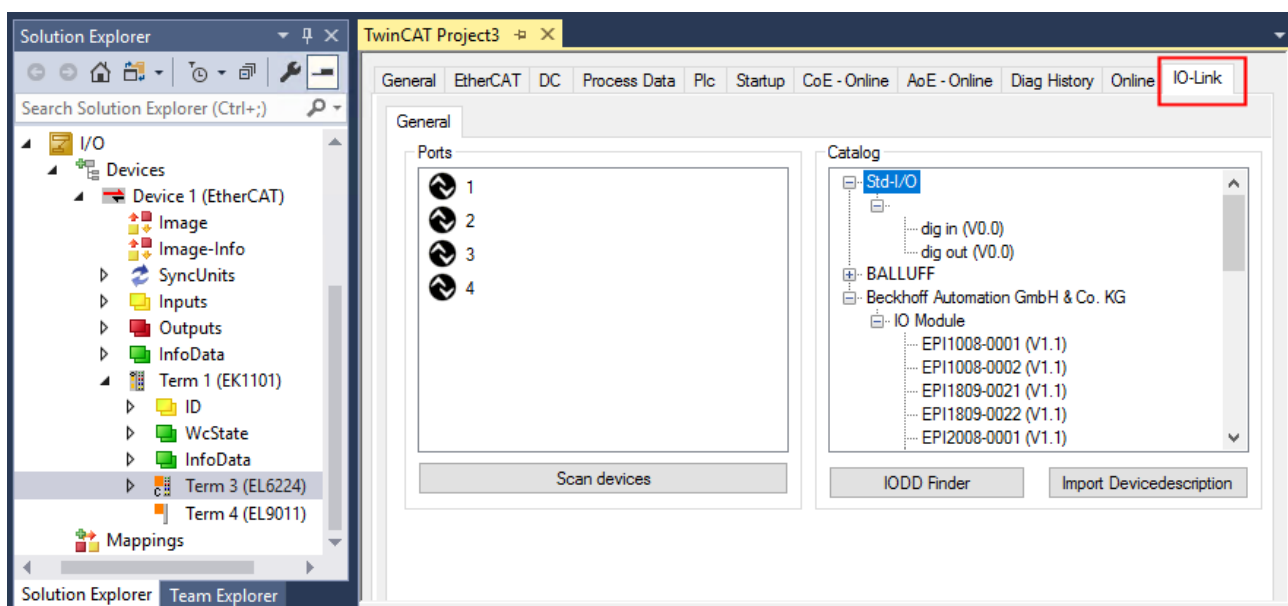 Solution Explorer
Search Solution Explorer (Ctrl+;)
I/O
Devices
Device 1 (EtherCAT)
Image
Image-Info
SyncUnits
Inputs
Outputs
InfoData
Term 1 (EK1101)
ID
WcState
InfoData
Term 3 (EL6224)
Term 4 (EL9011)
Mappings
Solution Explorer Team Explorer
TwinCAT Project3
General EtherCAT DC Process Data Plc Startup CoE - Online AoE - Online Diag History Online IO-Link
General
Ports
1
2
3
4
Scan devices
Catalog
Std-I/O
dig in (V0.0)
dig out (V0.0)
BALLUFF
Beckhoff Automation GmbH & Co. KG
IO Module
EPI1008-0001 (V1.1)
EPI1008-0002 (V1.1)
EPI1809-0021 (V1.1)
EPI1809-0022 (V1.1)
EPI2008-0001 (V1.1)
IODD Finder Import Devicedescription